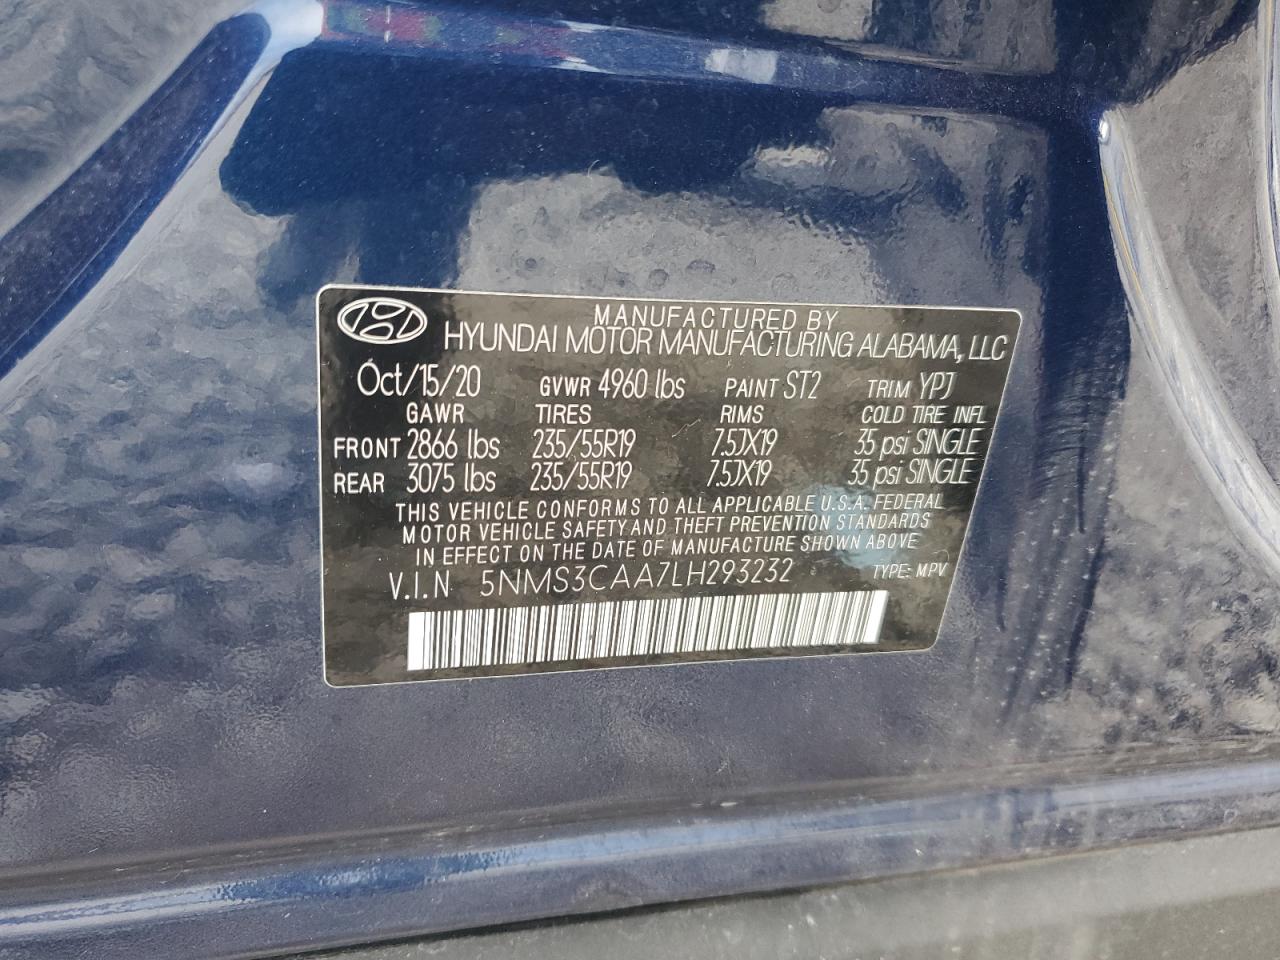 MANUFACTURED BY
HYUNDAI MOTOR MANUFACTURING ALABAMA, LLC
Oct/15/20 GVWR 4960 lbs PAINT ST2 TRIM YPJ
GAWR TIRES RIMS COLD TIRE INFL
FRONT 2866 lbs 235/55R19 7.5JX19 35 psi SINGLE
REAR 3075 lbs 235/55R19 7.5JX19 35 psi SINGLE
THIS VEHICLE CONFORMS TO ALL APPLICABLE U.S.A. FEDERAL
MOTOR VEHICLE SAFETY AND THEFT PREVENTION STANDARDS
IN EFFECT ON THE DATE OF MANUFACTURE SHOWN ABOVE
V.I.N 5NMS3CAA7LH293232 TYPE: MPV